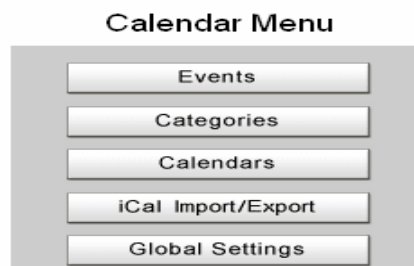 Calendar Menu
Events
Categories
Calendars
iCal Import/Export
Global Settings